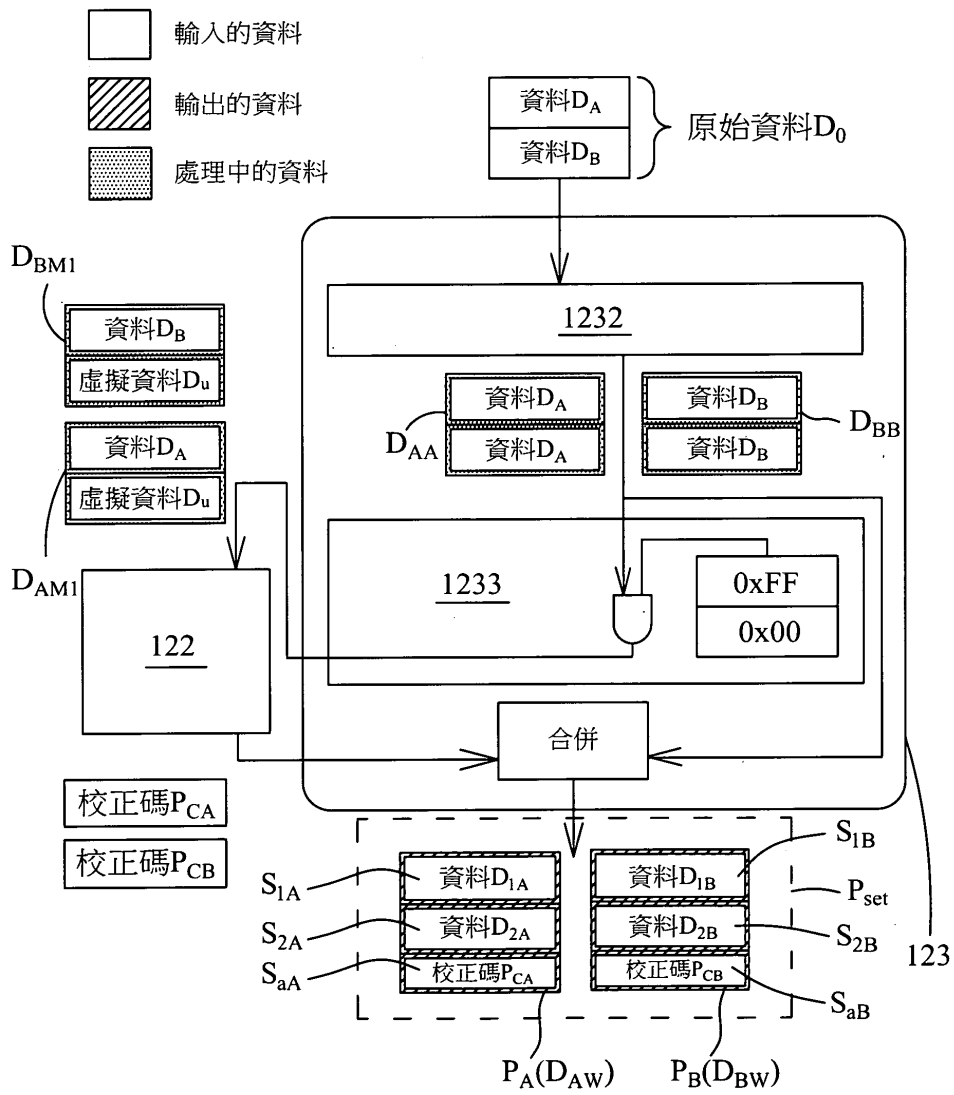 輸入的資料
輸出的資料
處理中的資料
資料D_A
資料D_B
原始資料D_0
D_BM1
資料D_B
虛擬資料D_u
資料D_A
虛擬資料D_u
D_AM1
1232
資料D_A
資料D_A
D_AA
資料D_B
資料D_B
D_BB
1233
0xFF
0x00
122
合併
校正碼P_CA
校正碼P_CB
123
S_1A
資料D_1A
S_2A
資料D_2A
S_aA
校正碼P_CA
資料D_1B
S_1B
資料D_2B
S_2B
校正碼P_CB
S_aB
P_set
P_A(D_AW)
P_B(D_BW)